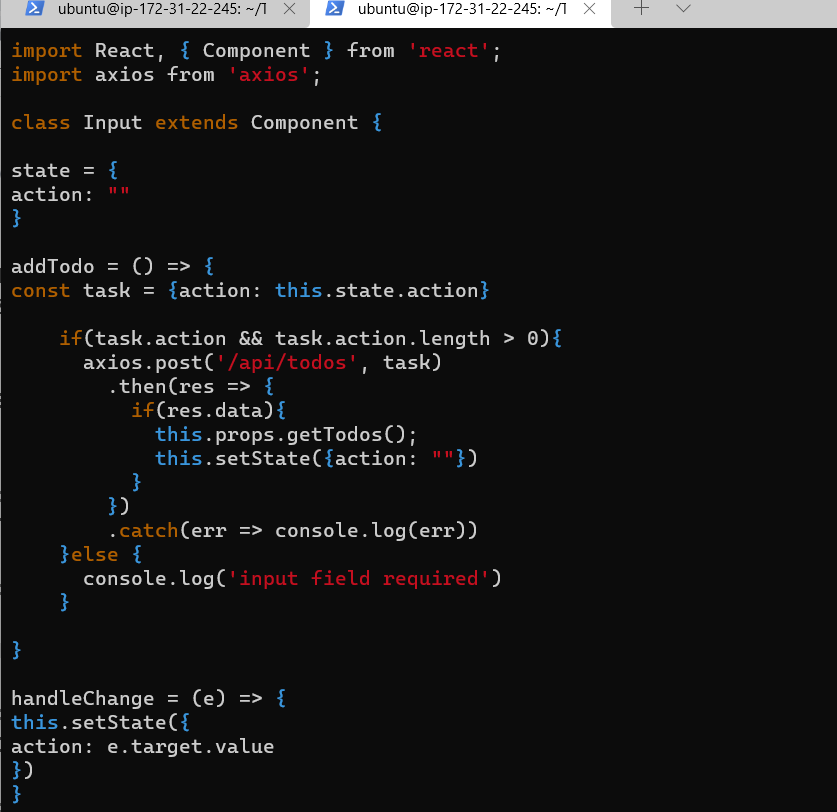 ubuntu@ip-172-31-22-245: ~/T
ubuntu@ip-172-31-22-245: ~/T
import React, { Component } from 'react';
import axios from 'axios';
class Input extends Component {
state = {
action: ""
}
addTodo = () => {
const task = {action: this.state.action}
    if(task.action && task.action.length > 0){
      axios.post('/api/todos', task)
        .then(res => {
          if(res.data){
            this.props.getTodos();
            this.setState({action: ""})
          }
        })
        .catch(err => console.log(err))
    }else {
      console.log('input field required')
    }
}
handleChange = (e) => {
this.setState({
action: e.target.value
})
}